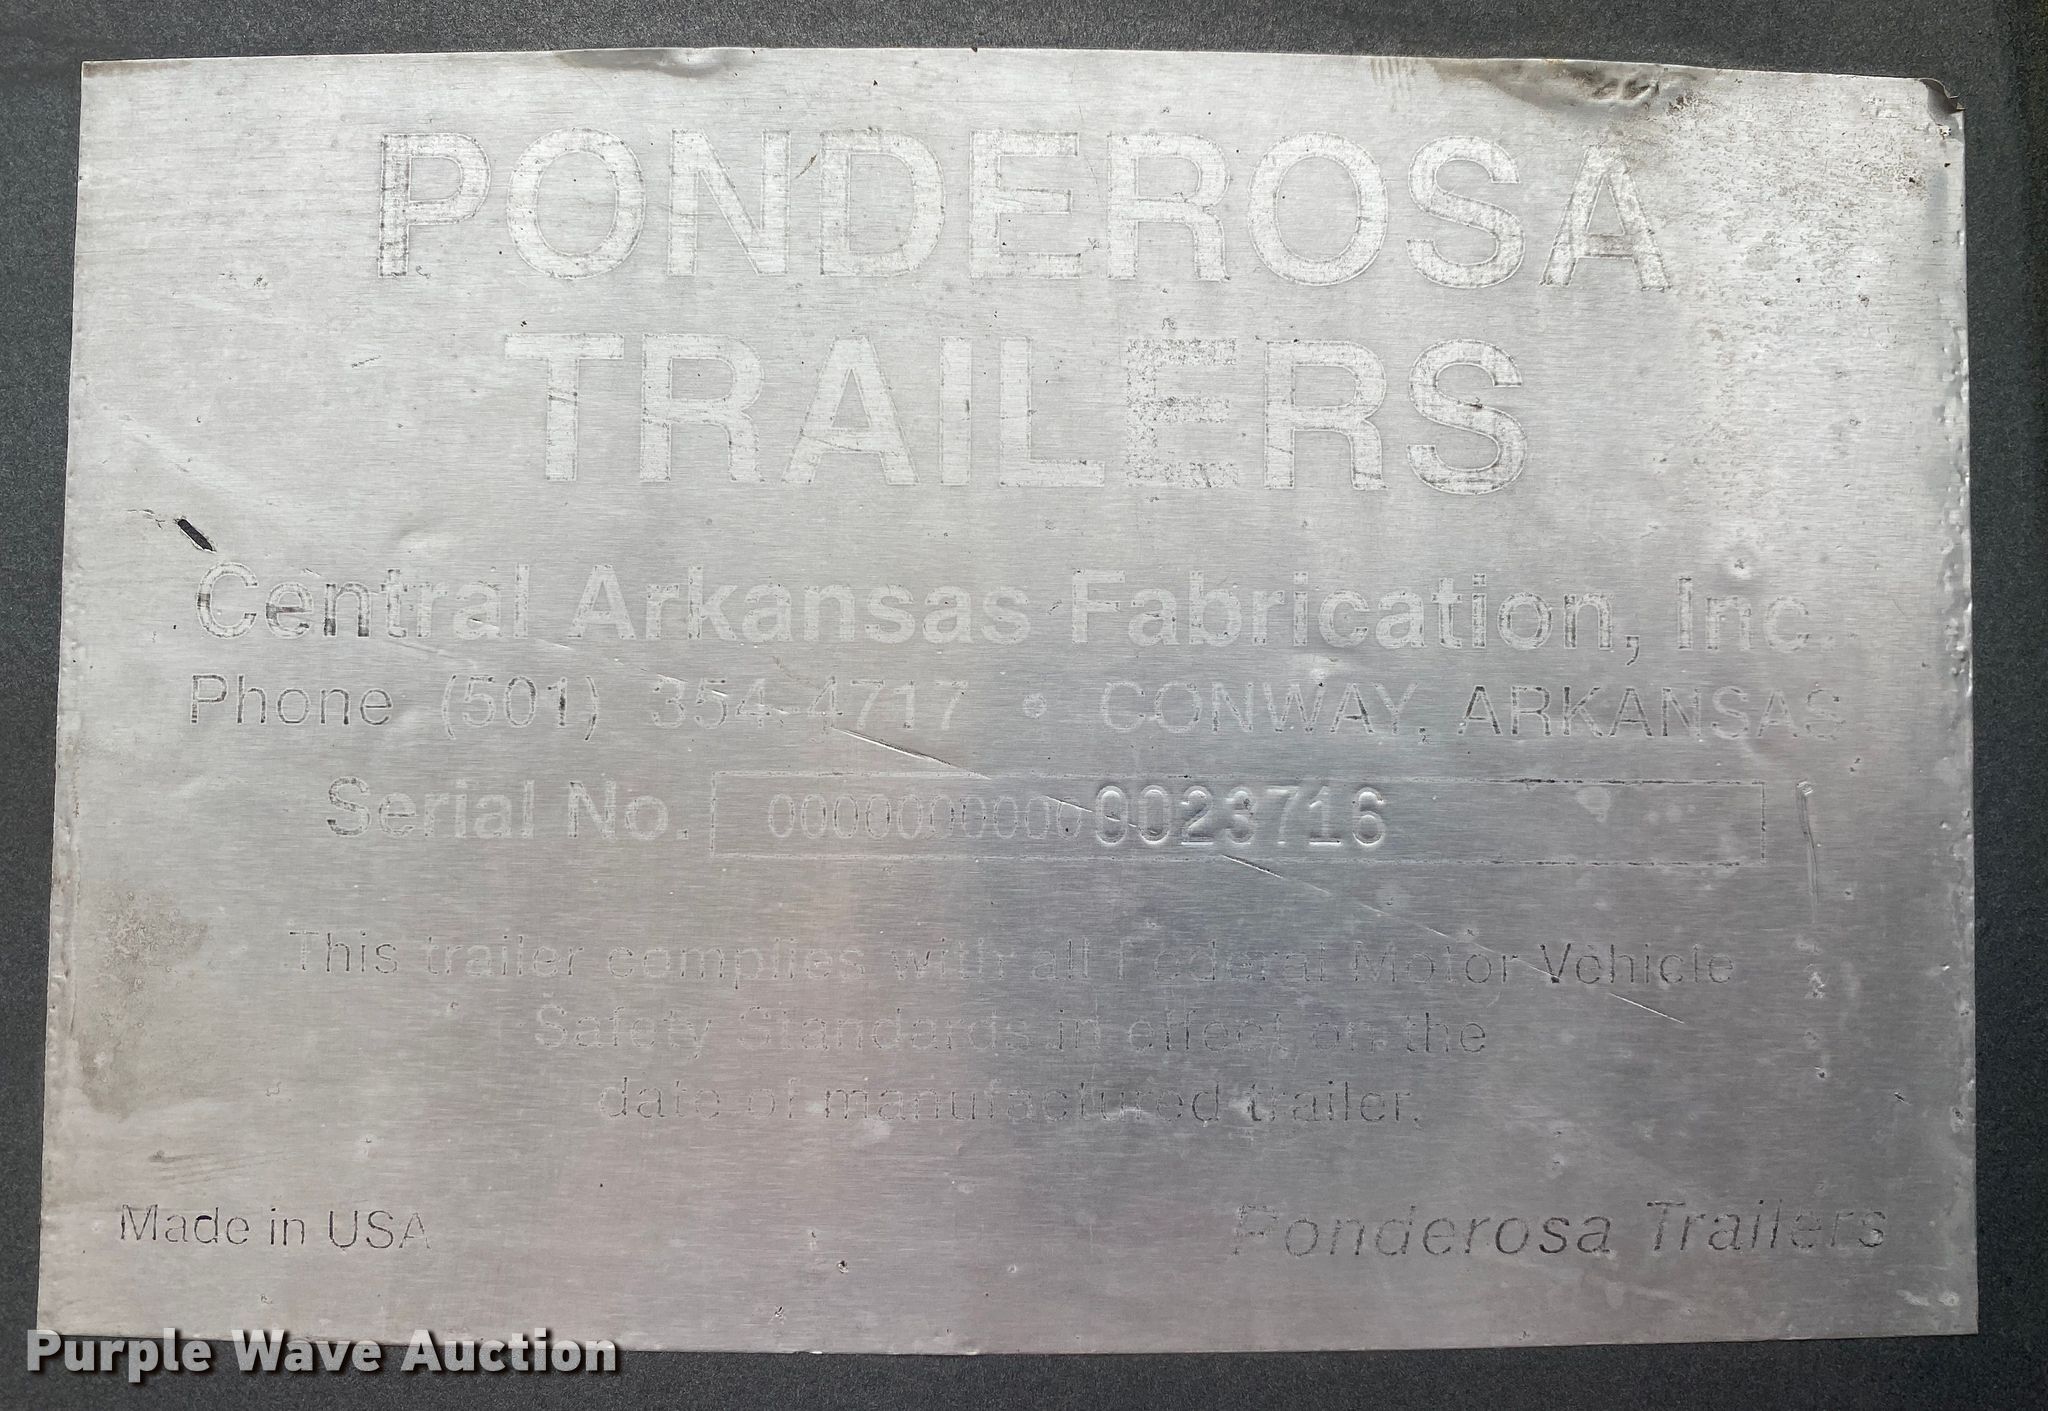 PONDEROSA
TRAILERS
Central Arkansas Fabrication, Inc.
Phone (501) 354-4717 • CONWAY, ARKANSAS
Serial No. 00000000000023716
This trailer complies with all Federal Motor Vehicle
Safety Standards in effect on the
date of manufactured trailer.
Made in USA
Ponderosa Trailers
Purple Wave Auction